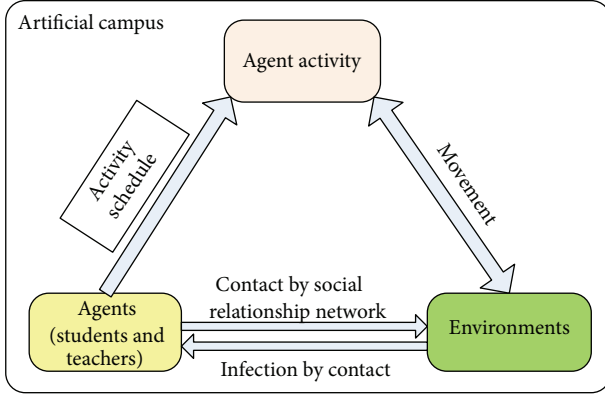 Artificial campus
Agent activity
Activity
schedule
Movement
Contact by social
relationship network
Agents
(students and
teachers)
Environments
Infection by contact